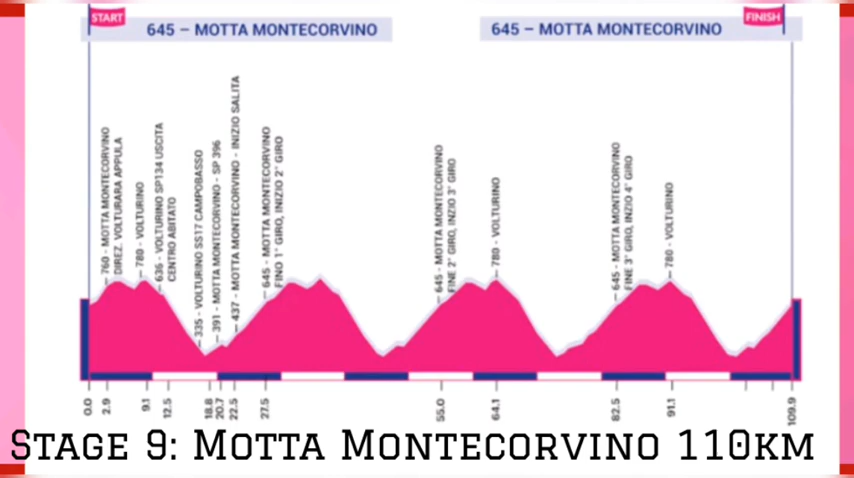 START
645 – MOTTA MONTECORVINO
645 – MOTTA MONTECORVINO
FINISH
760 - MOTTA MONTECORVINO
DIREZ. VOLTURARA APPULA
780 - VOLTURINO
636 - VOLTURINO SP134 USCITA
CENTRO ABITATO
335 - VOLTURINO SS17 CAMPOBASSO
391 - MOTTA MONTECORVINO - SP 396
437 - MOTTA MONTECORVINO - INIZIO SALITA
645 - MOTTA MONTECORVINO
FINO 1° GIRO, INIZIO 2° GIRO
645 - MOTTA MONTECORVINO
FINE 2° GIRO, INZIO 3° GIRO
780 - VOLTURINO
645 - MOTTA MONTECORVINO
FINE 3° GIRO, INZIO 4° GIRO
780 - VOLTURINO
0.0
2.9
9.1
12.5
18.8
20.7
22.5
27.5
55.0
64.1
82.5
91.1
109.9
Stage 9: Motta Montecorvino 110km